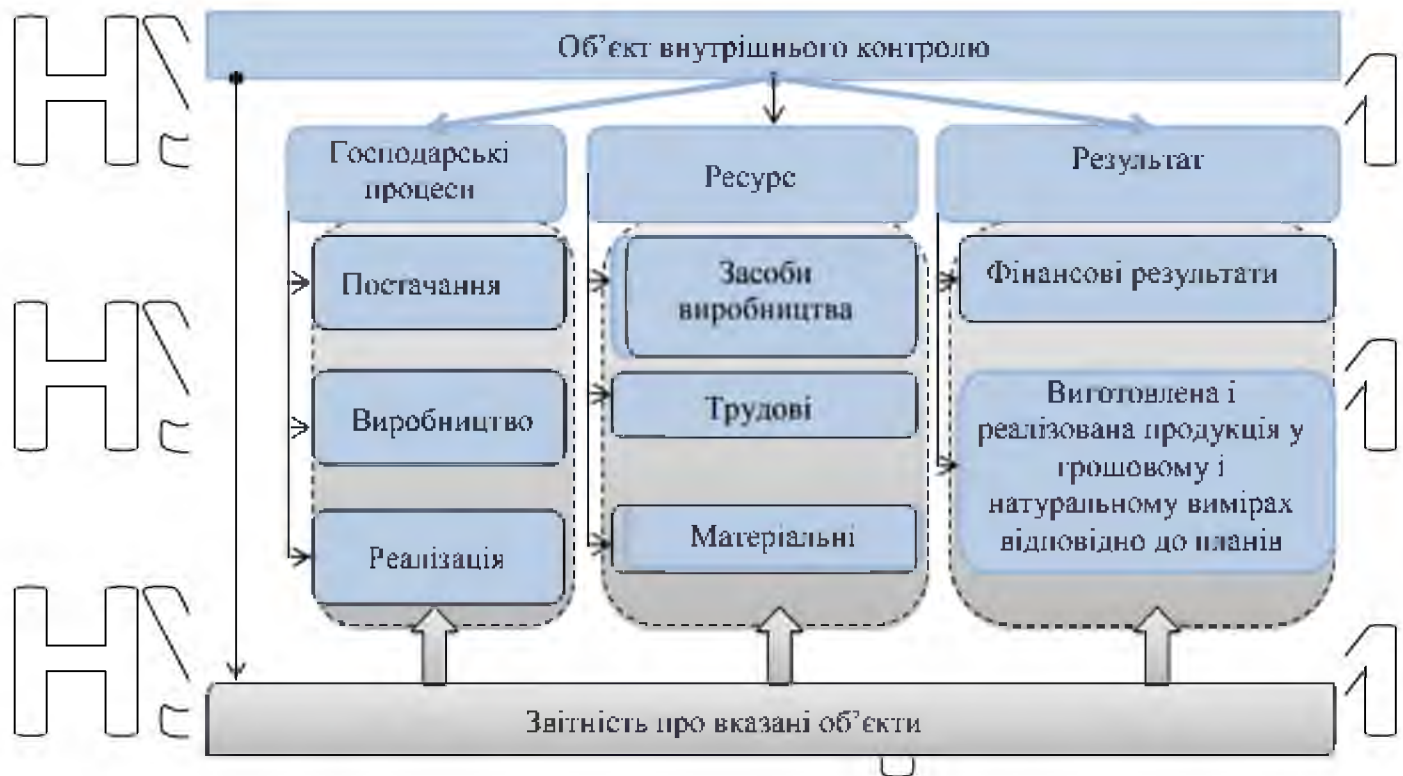 Об’єкт внутрішнього контролю
Господарські
процеси
Ресурс
Результат
Постачання
Засоби
виробництва
Фінансові результати
Виробництво
Трудові
Виготовлена і
реалізована продукція у
грошовому і
натуральному вимірах
відповідно до планів
Реалізація
Матеріальні
Звітність про вказані об’єкти